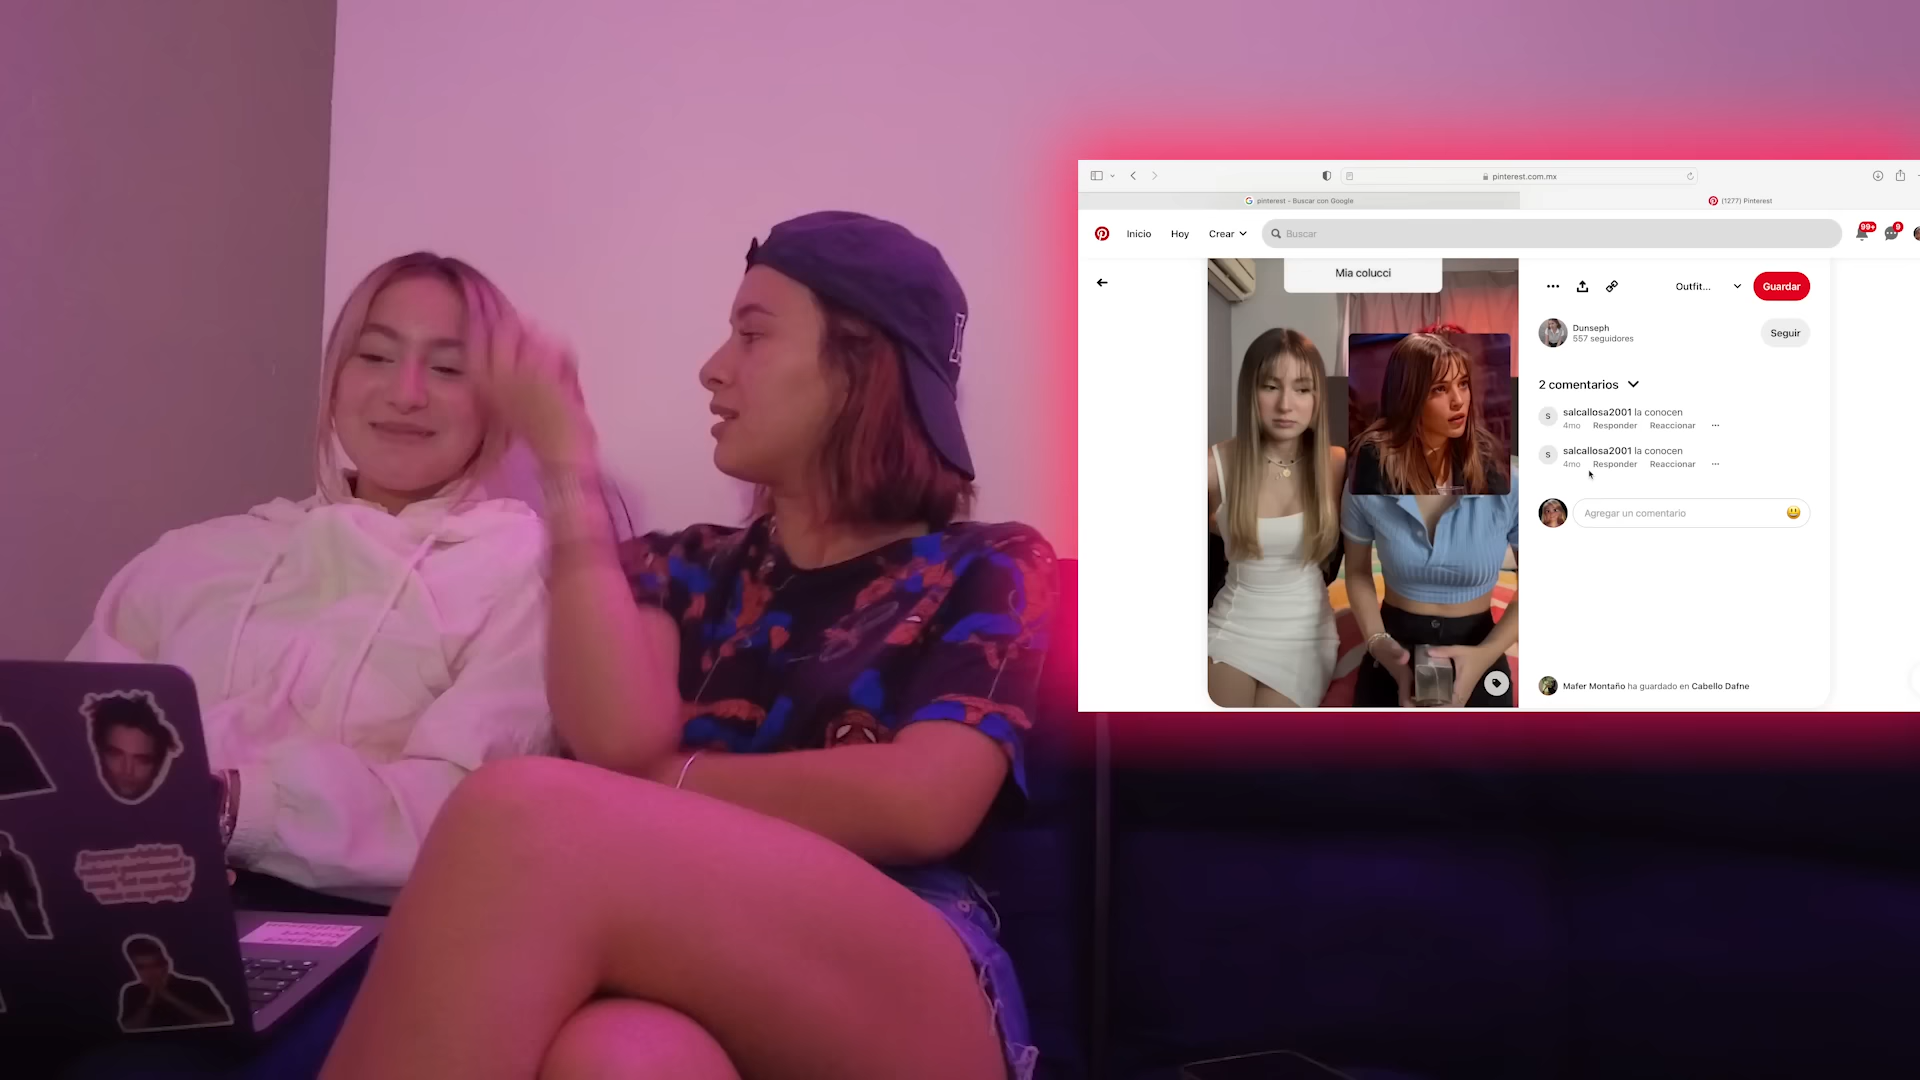 pinterest.com.mx
pinterest - Buscar con Google
(1277) Pinterest
Inicio
Hoy
Crear
Buscar
99+
9
Mia colucci
Outfit...
Guardar
Dunseph
557 seguidores
Seguir
2 comentarios
S
salcallosa2001 la conocen
4mo Responder Reaccionar ...
S
salcallosa2001 la conocen
4mo Responder Reaccionar ...
Agregar un comentario
Mafer Montaño ha guardado en Cabello Dafne